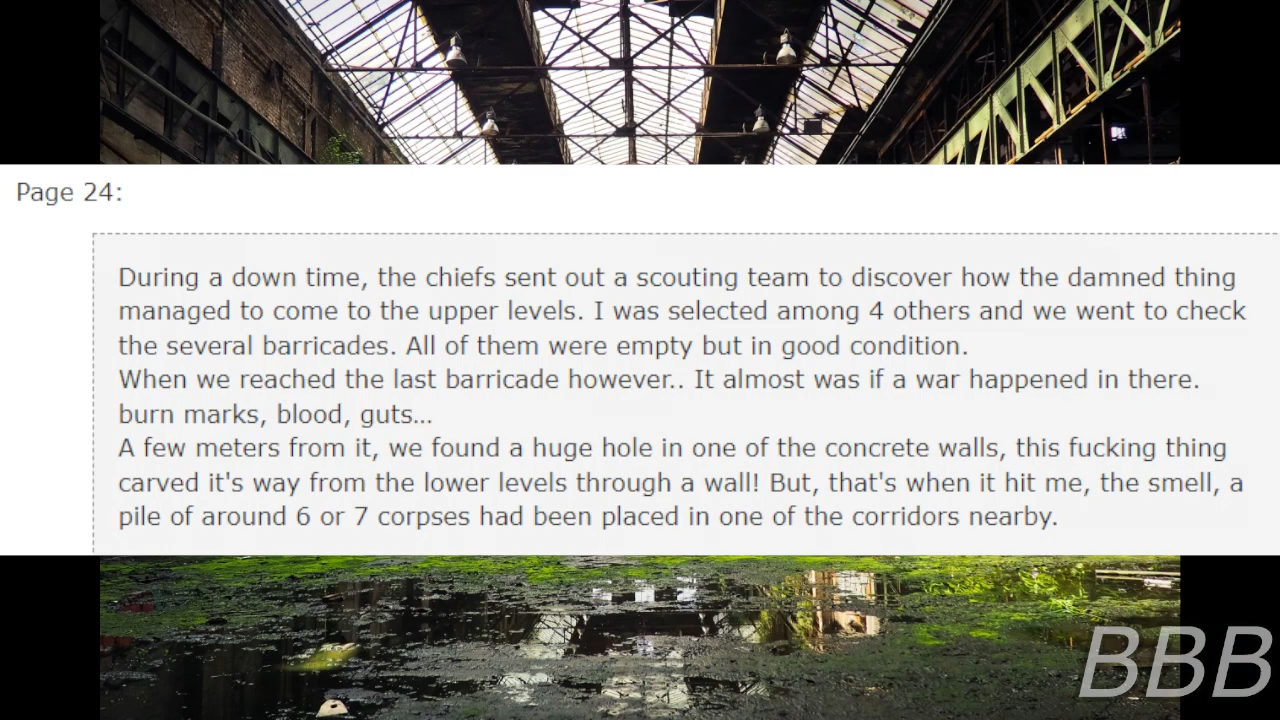 Page 24:
During a down time, the chiefs sent out a scouting team to discover how the damned thing
managed to come to the upper levels. I was selected among 4 others and we went to check
the several barricades. All of them were empty but in good condition.
When we reached the last barricade however.. It almost was if a war happened in there.
burn marks, blood, guts...
A few meters from it, we found a huge hole in one of the concrete walls, this fucking thing
carved it's way from the lower levels through a wall! But, that's when it hit me, the smell, a
pile of around 6 or 7 corpses had been placed in one of the corridors nearby.
BBB